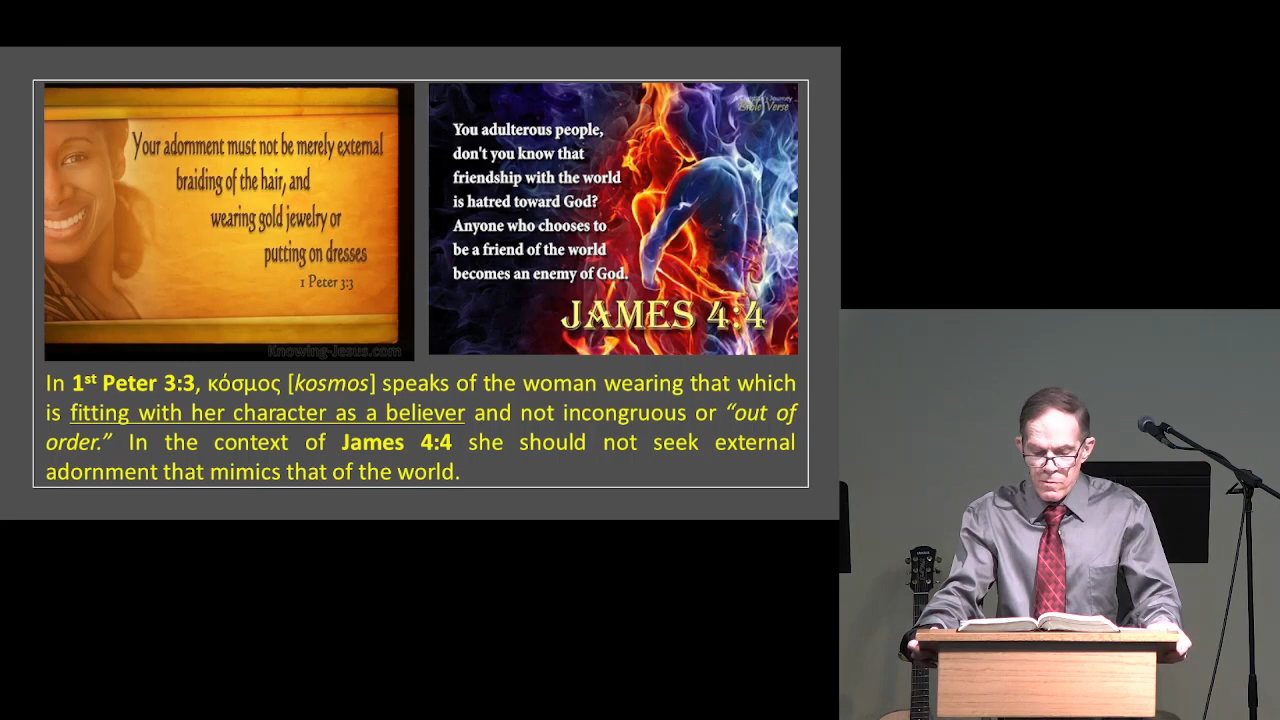 Your adornment must not be merely external
braiding of the hair, and
wearing gold jewelry or
putting on dresses
1 Peter 3:3
Knowing-Jesus.com
Bible Verse
You adulterous people,
don't you know that
friendship with the world
is hatred toward God?
Anyone who chooses to
be a friend of the world
becomes an enemy of God.
JAMES 4:4
In 1st Peter 3:3, κόσμος [kosmos] speaks of the woman wearing that which
is fitting with her character as a believer and not incongruous or “out of
order.” In the context of James 4:4 she should not seek external
adornment that mimics that of the world.